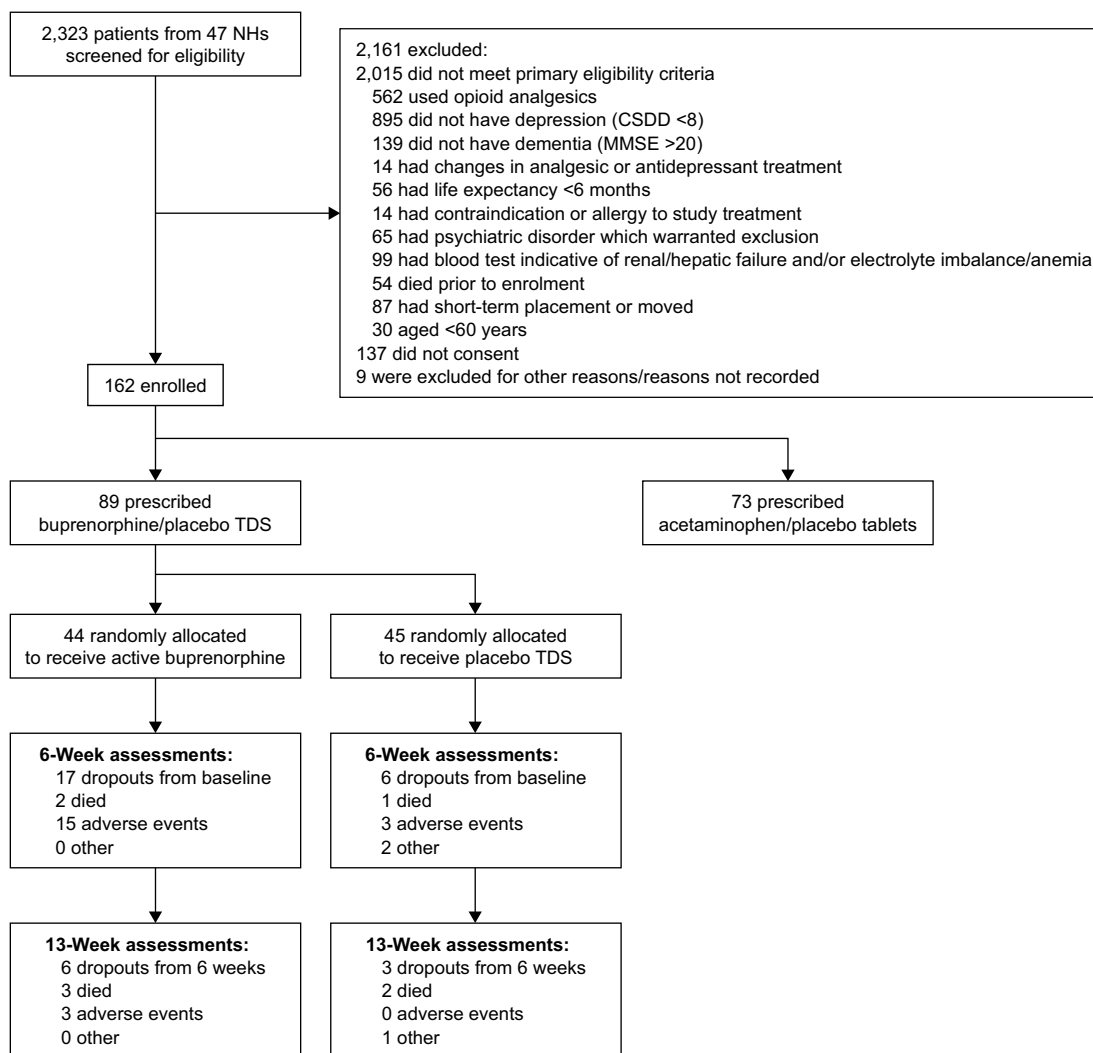 2,323 patients from 47 NHs
screened for eligibility
2,161 excluded:
2,015 did not meet primary eligibility criteria
562 used opioid analgesics
895 did not have depression (CSDD <8)
139 did not have dementia (MMSE >20)
14 had changes in analgesic or antidepressant treatment
56 had life expectancy <6 months
14 had contraindication or allergy to study treatment
65 had psychiatric disorder which warranted exclusion
99 had blood test indicative of renal/hepatic failure and/or electrolyte imbalance/anemia
54 died prior to enrolment
87 had short-term placement or moved
30 aged <60 years
137 did not consent
9 were excluded for other reasons/reasons not recorded
162 enrolled
89 prescribed
buprenorphine/placebo TDS
73 prescribed
acetaminophen/placebo tablets
44 randomly allocated
to receive active buprenorphine
45 randomly allocated
to receive placebo TDS
6-Week assessments:
17 dropouts from baseline
2 died
15 adverse events
0 other
6-Week assessments:
6 dropouts from baseline
1 died
3 adverse events
2 other
13-Week assessments:
6 dropouts from 6 weeks
3 died
3 adverse events
0 other
13-Week assessments:
3 dropouts from 6 weeks
2 died
0 adverse events
1 other